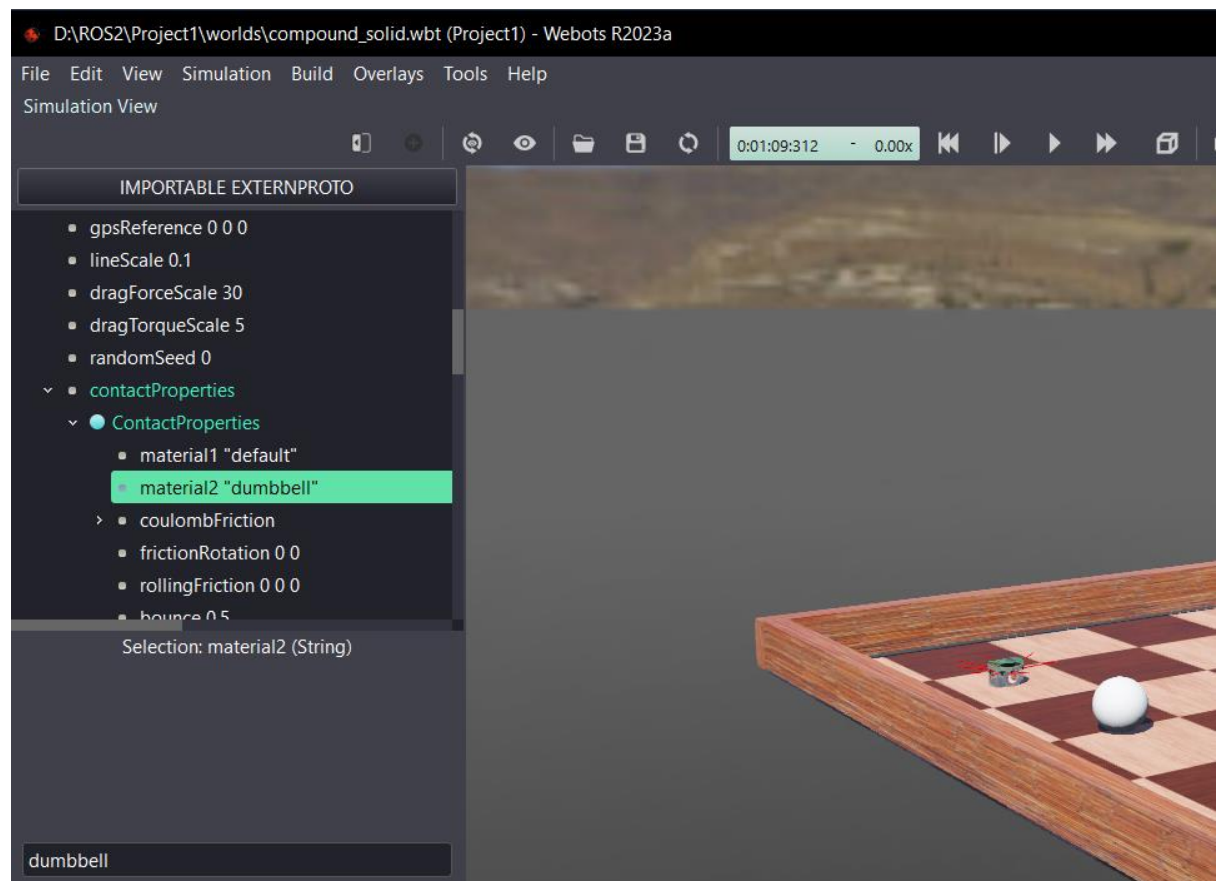 D:\ROS2\Project1\worlds\compound_solid.wbt (Project1) - Webots R2023a
File Edit View Simulation Build Overlays Tools Help
Simulation View
0:01:09:312 - 0.00x
IMPORTABLE EXTERNPROTO
gpsReference 0 0 0
lineScale 0.1
dragForceScale 30
dragTorqueScale 5
randomSeed 0
contactProperties
ContactProperties
material1 "default"
material2 "dumbbell"
coulombFriction
frictionRotation 0 0
rollingFriction 0 0 0
bounce 0.5
Selection: material2 (String)
dumbbell